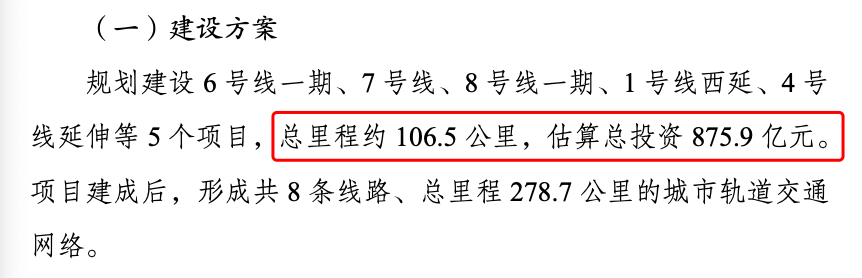 （一）建设方案
规划建设 6 号线一期、7 号线、8 号线一期、1 号线西延、4 号
线延伸等 5 个项目，总里程约 106.5 公里，估算总投资 875.9 亿元。
项目建成后，形成共 8 条线路、总里程 278.7 公里的城市轨道交通
网络。